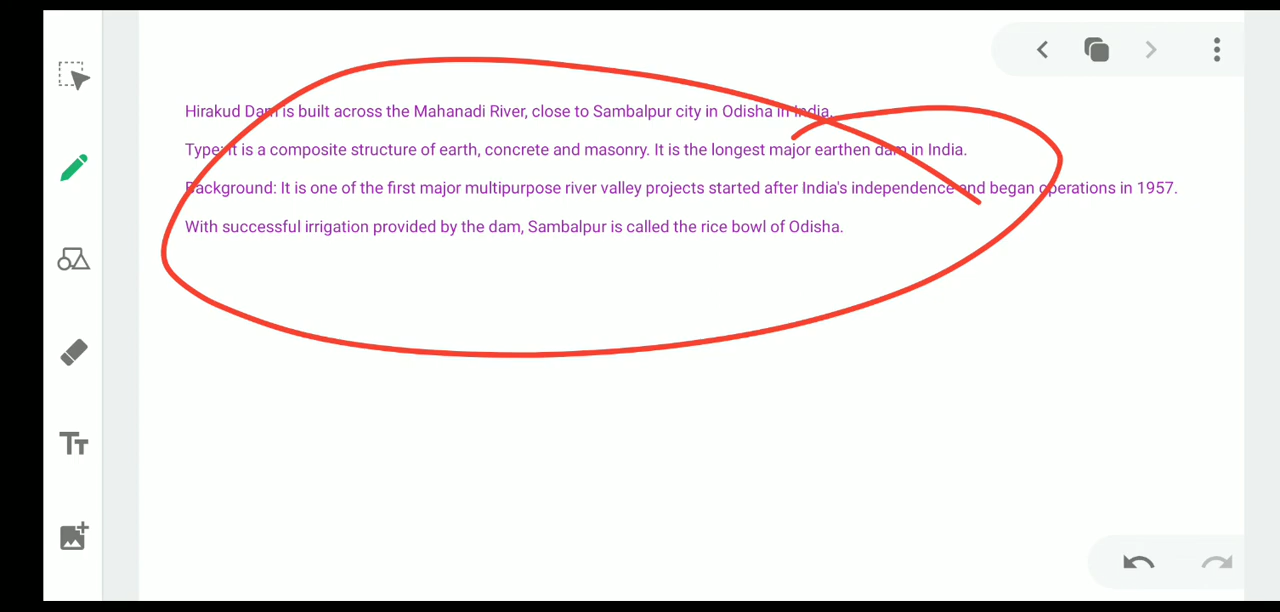 Hirakud Dam is built across the Mahanadi River, close to Sambalpur city in Odisha in India.
Type: It is a composite structure of earth, concrete and masonry. It is the longest major earthen dam in India.
Background: It is one of the first major multipurpose river valley projects started after India's independence and began operations in 1957.
With successful irrigation provided by the dam, Sambalpur is called the rice bowl of Odisha.
TT